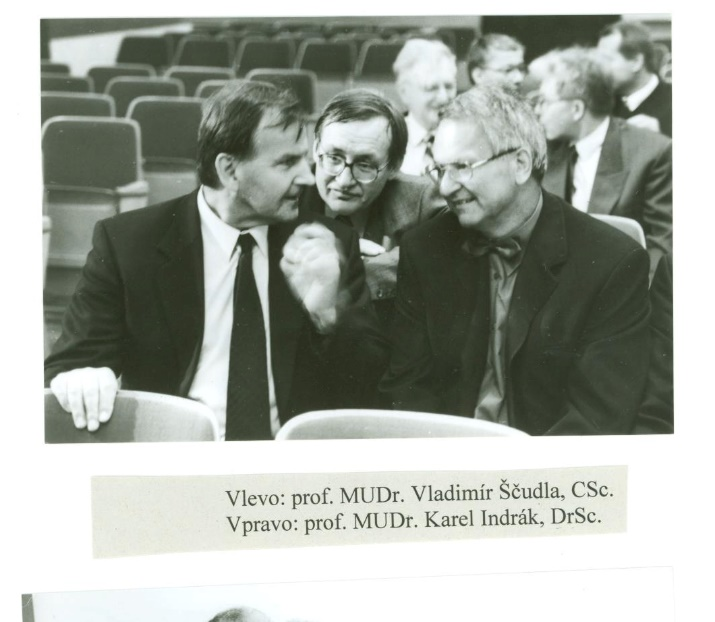 Vlevo: prof. MUDr. Vladimír Ščudla, CSc.
Vpravo: prof. MUDr. Karel Indrák, DrSc.